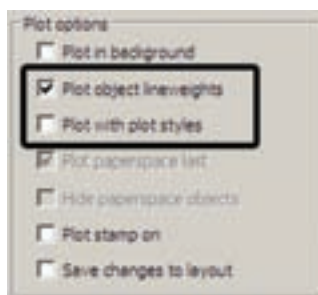 Plot options
Plot in background
Plot object lineweights
Plot with plot styles
Plot paperspace last
Hide paperspace objects
Plot stamp on
Save changes to layout